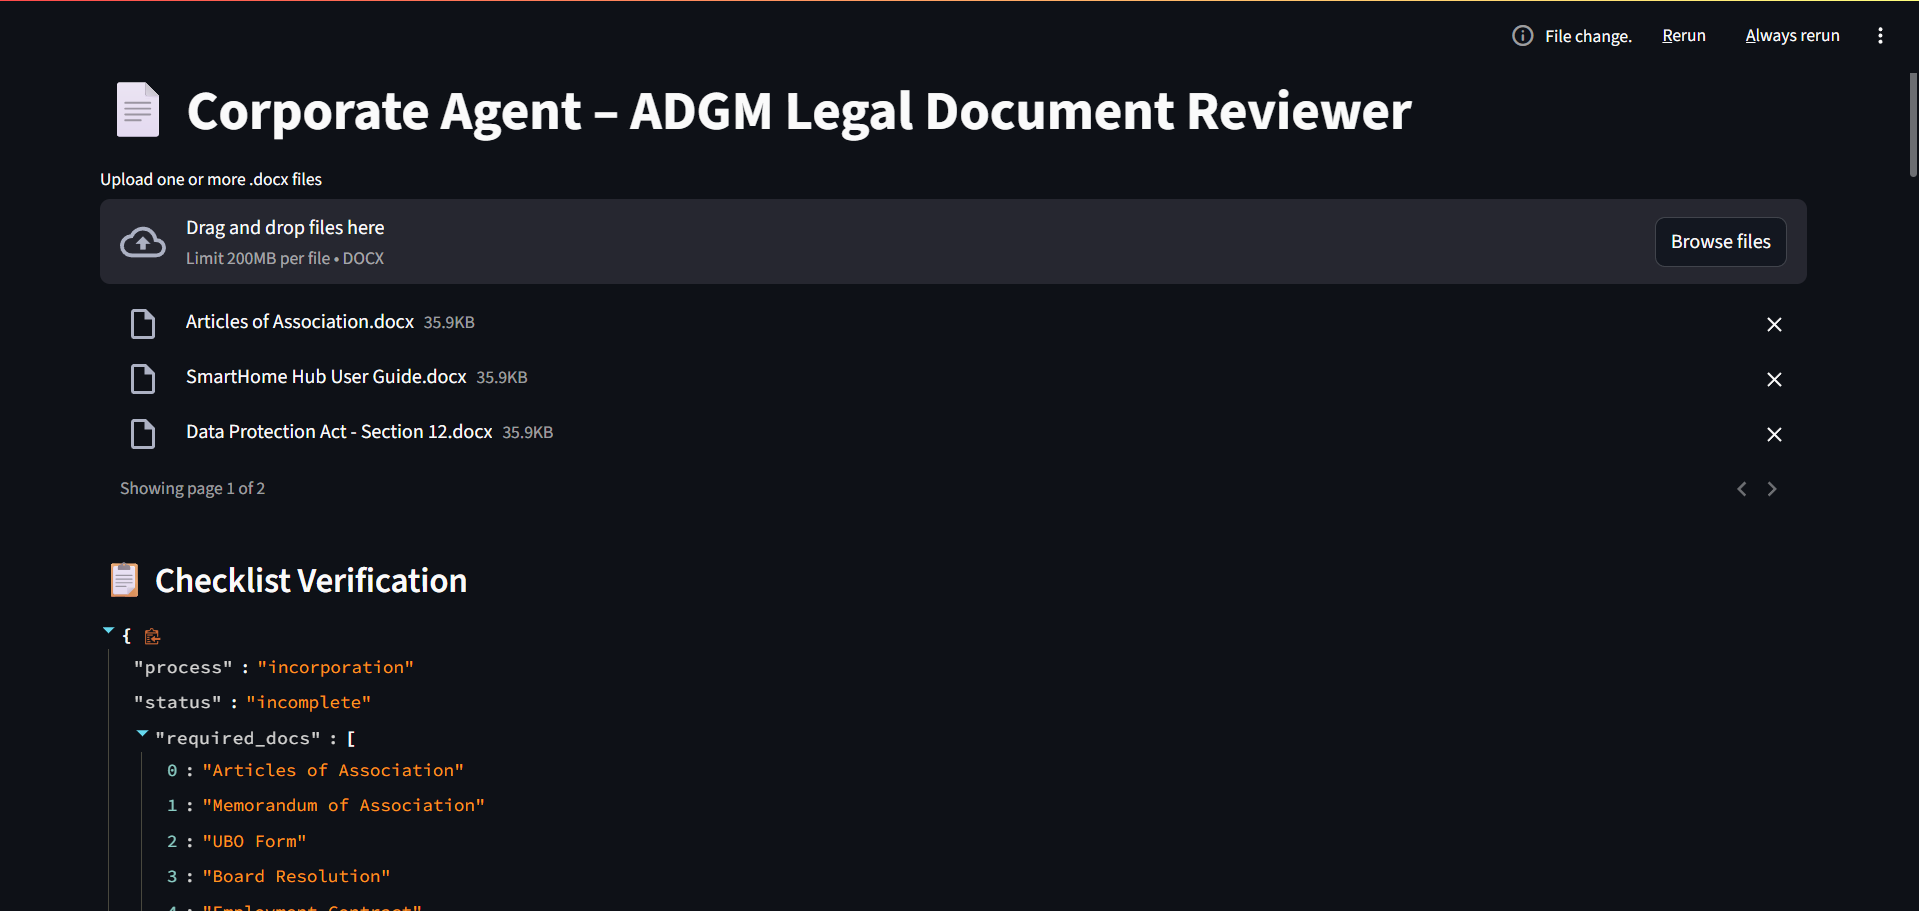 File change. Rerun Always rerun
Corporate Agent – ADGM Legal Document Reviewer
Upload one or more .docx files
Drag and drop files here
Limit 200MB per file • DOCX
Browse files
Articles of Association.docx 35.9KB
SmartHome Hub User Guide.docx 35.9KB
Data Protection Act - Section 12.docx 35.9KB
Showing page 1 of 2
Checklist Verification
{
"process" : "incorporation"
"status" : "incomplete"
"required_docs" : [
0 : "Articles of Association"
1 : "Memorandum of Association"
2 : "UBO Form"
3 : "Board Resolution"
4 : "Employment Contract"